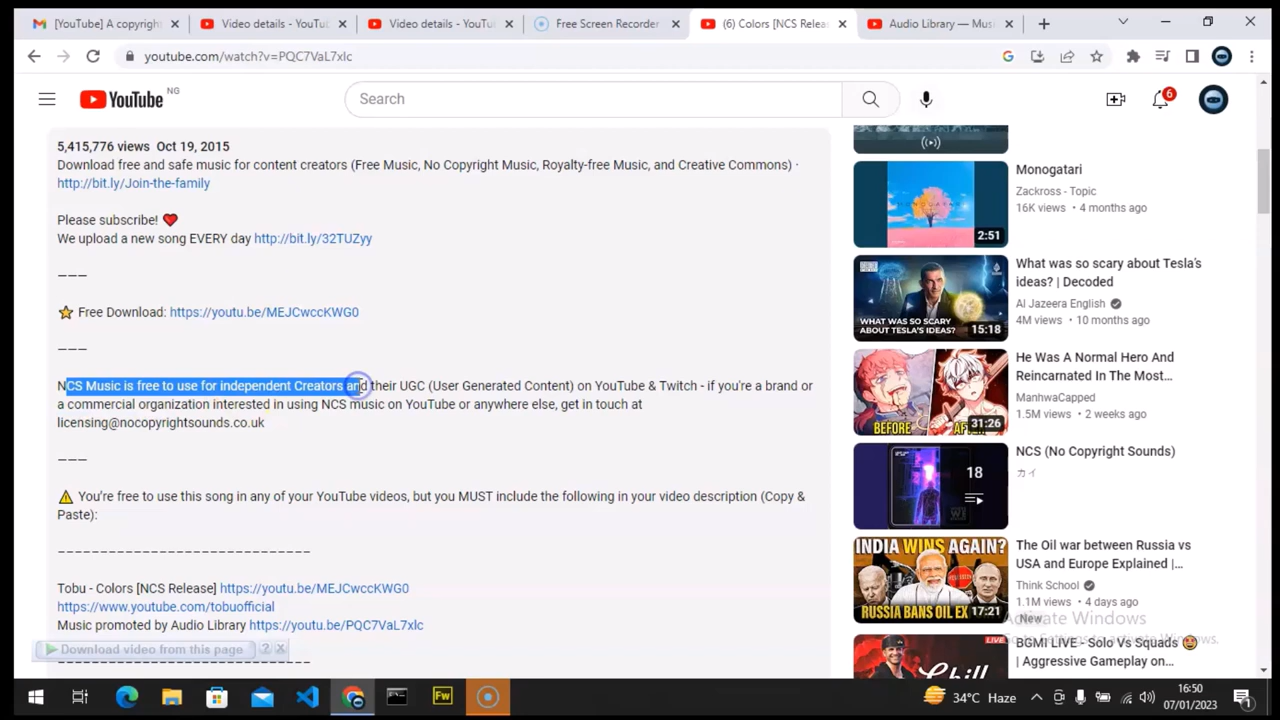 [YouTube] A copyrigh
Video details - YouTu
Video details - YouTu
Free Screen Recorder
(6) Colors [NCS Relea
Audio Library — Musi
youtube.com/watch?v=PQC7VaL7xlc
YouTube NG
Search
6
5,415,776 views Oct 19, 2015
Download free and safe music for content creators (Free Music, No Copyright Music, Royalty-free Music, and Creative Commons) ·
http://bit.ly/Join-the-family
Please subscribe! ❤
We upload a new song EVERY day http://bit.ly/32TUZyy
–––
⭐ Free Download: https://youtu.be/MEJCwccKWG0
–––
NCS Music is free to use for independent Creators and their UGC (User Generated Content) on YouTube & Twitch - if you're a brand or
a commercial organization interested in using NCS music on YouTube or anywhere else, get in touch at
licensing@nocopyrightsounds.co.uk
–––
⚠ You're free to use this song in any of your YouTube videos, but you MUST include the following in your video description (Copy &
Paste):
––––––––––––––––––––––––––––––
Tobu - Colors [NCS Release] https://youtu.be/MEJCwccKWG0
https://www.youtube.com/tobuofficial
Music promoted by Audio Library https://youtu.be/PQC7VaL7xlc
––––––––––––––––––––––––––––––
Download video from this page ? X
Monogatari
Zackross - Topic
16K views • 4 months ago
2:51
What was so scary about Tesla's
ideas? | Decoded
Al Jazeera English
4M views • 10 months ago
WHAT WAS SO SCARY
ABOUT TESLA'S IDEAS?
15:18
He Was A Normal Hero And
Reincarnated In The Most...
ManhwaCapped
1.5M views • 2 weeks ago
BEFORE
AFTER
31:26
NCS (No Copyright Sounds)
カイ
18
The Oil war between Russia vs
USA and Europe Explained |...
Think School
1.1M views • 4 days ago
New
INDIA WINS AGAIN?
RUSSIA BANS OIL EX
17:21
BGMI LIVE - Solo Vs Squads
| Aggressive Gameplay on...
LIVE
Chill
Activate Windows
Go to Settings to activate Windows.
Fw
34°C Haze
16:50
07/01/2023
1